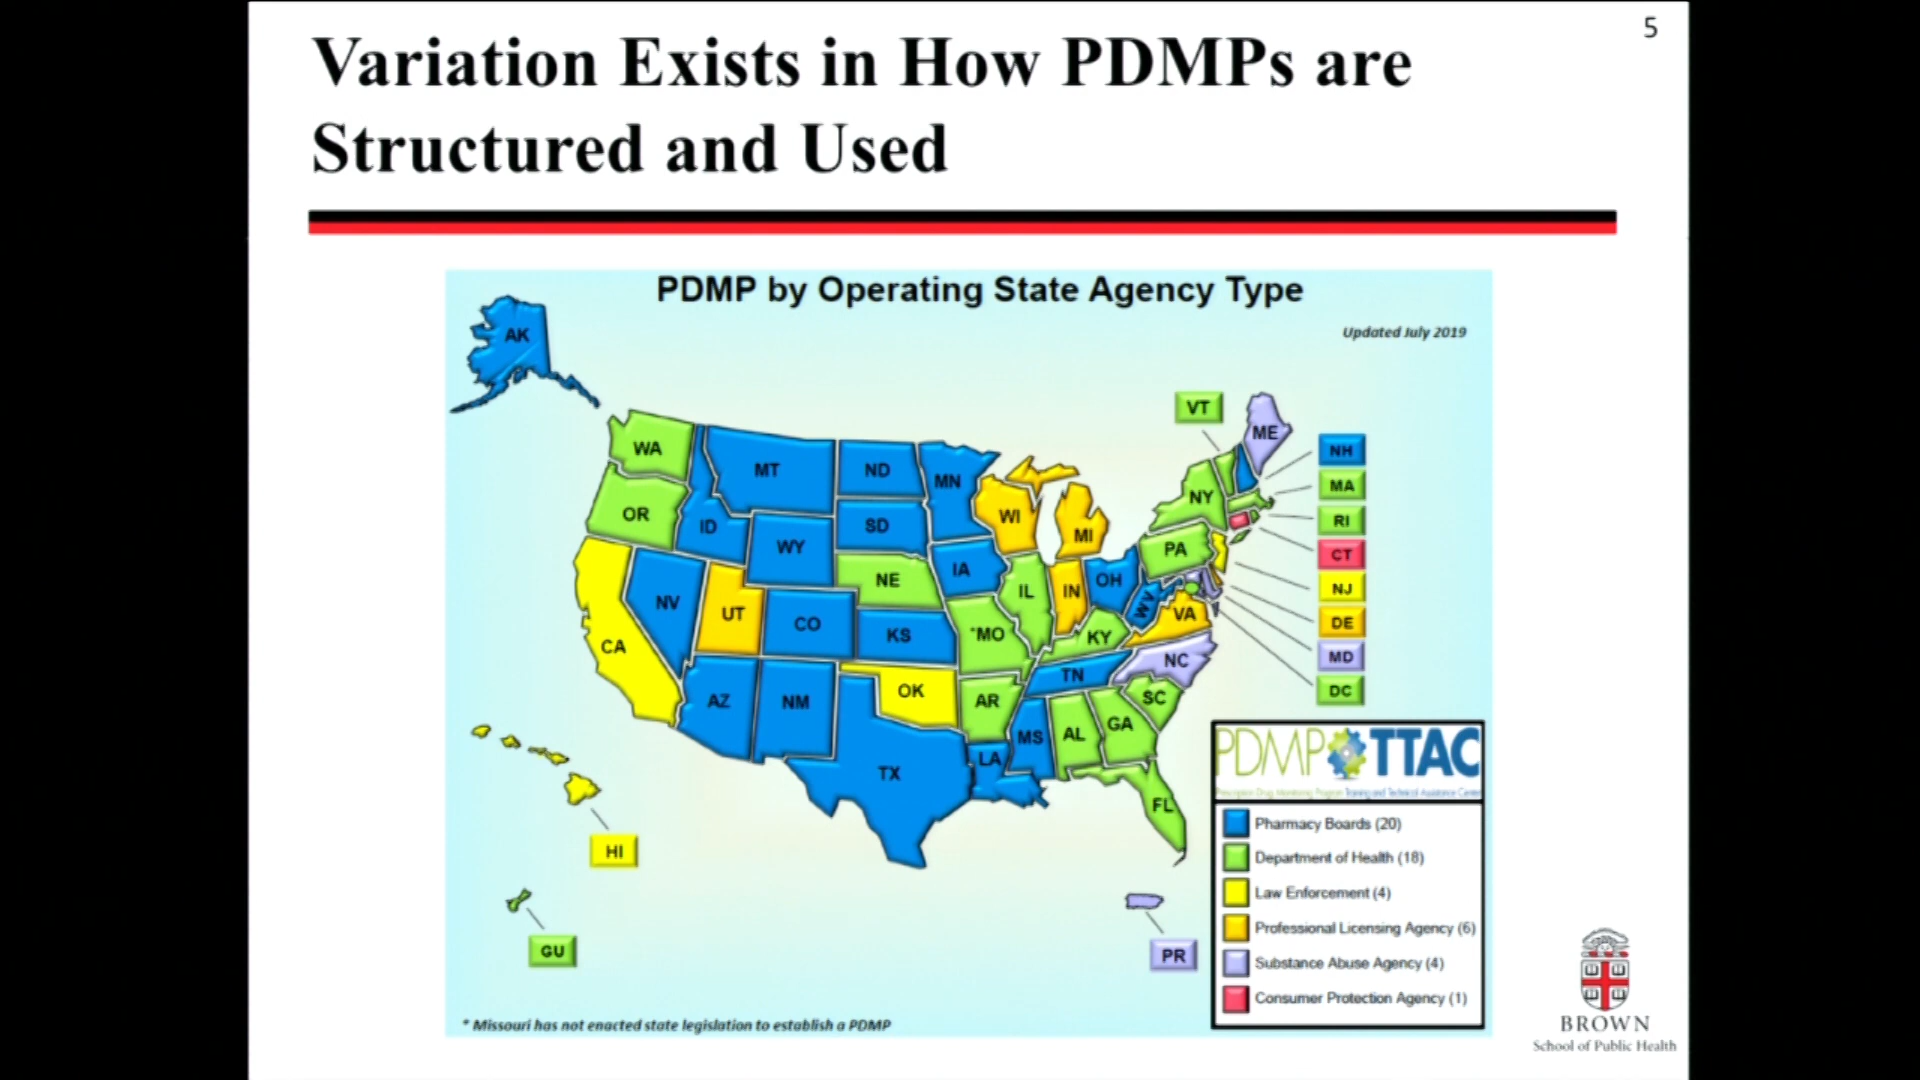 5
Variation Exists in How PDMPs are
Structured and Used
PDMP by Operating State Agency Type
Updated July 2019
AK
VT
ME
WA
MT
ND
MN
NH
MA
NY
OR
ID
SD
WI
MI
RI
WY
PA
CT
NE
IA
IL
IN
OH
NJ
NV
UT
CO
KS
*MO
KY
WV
VA
DE
CA
NC
MD
TN
OK
AR
SC
DC
AZ
NM
MS
AL
GA
TX
LA
FL
HI
GU
PR
PDMP TTAC
Prescription Drug Monitoring Program Training and Technical Assistance Center
Pharmacy Boards (20)
Department of Health (18)
Law Enforcement (4)
Professional Licensing Agency (6)
Substance Abuse Agency (4)
Consumer Protection Agency (1)
* Missouri has not enacted state legislation to establish a PDMP
BROWN
School of Public Health